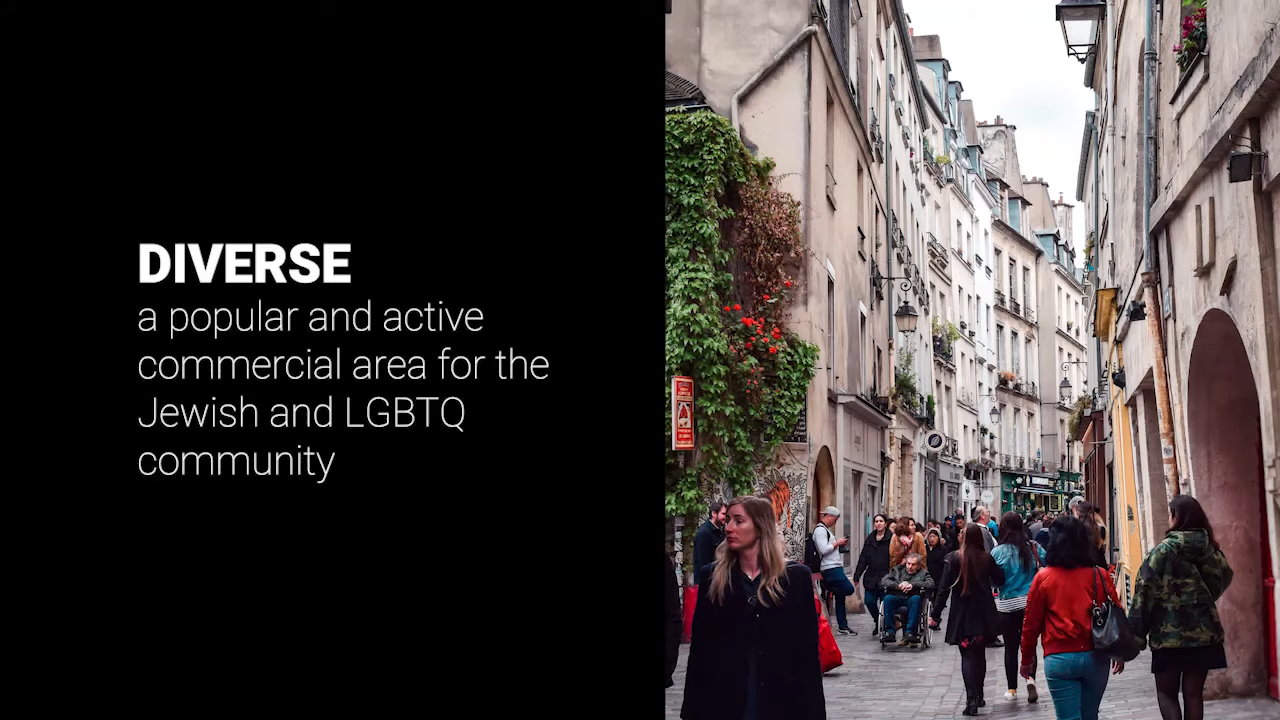 DIVERSE
a popular and active
commercial area for the
Jewish and LGBTQ
community